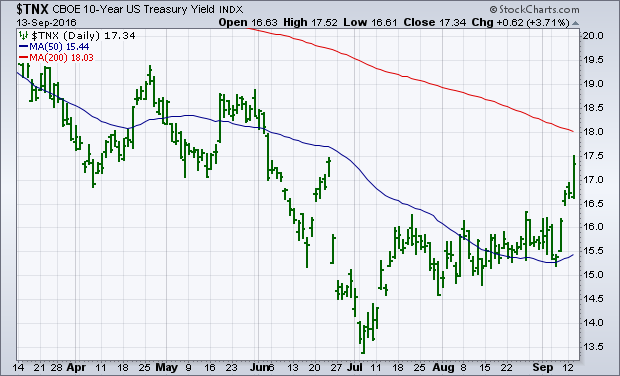 $TNX CBOE 10-Year US Treasury Yield INDX © StockCharts.com
13-Sep-2016 Open 16.63 High 17.52 Low 16.61 Close 17.34 Chg +0.62 (+3.71%)
$TNX (Daily) 17.34
MA(50) 15.44
MA(200) 18.03
20.0
19.5
19.0
18.5
18.0
17.5
17.0
16.5
16.0
15.5
15.0
14.5
14.0
13.5
14 21 28 Apr 11 18 25 May 9 16 23 Jun 6 13 20 27 Jul 11 18 25 Aug 8 15 22 Sep 12